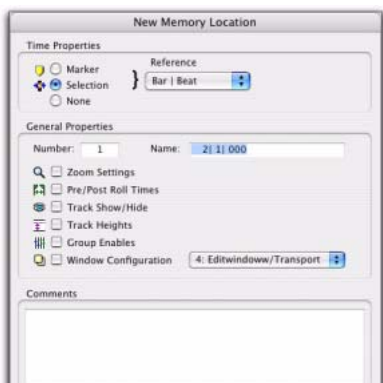 New Memory Location
Time Properties
Marker
Selection
None
Reference
Bar | Beat
General Properties
Number: 1 Name: 2| 1| 000
Zoom Settings
Pre/Post Roll Times
Track Show/Hide
Track Heights
Group Enables
Window Configuration 4: Editwindoww/Transport
Comments